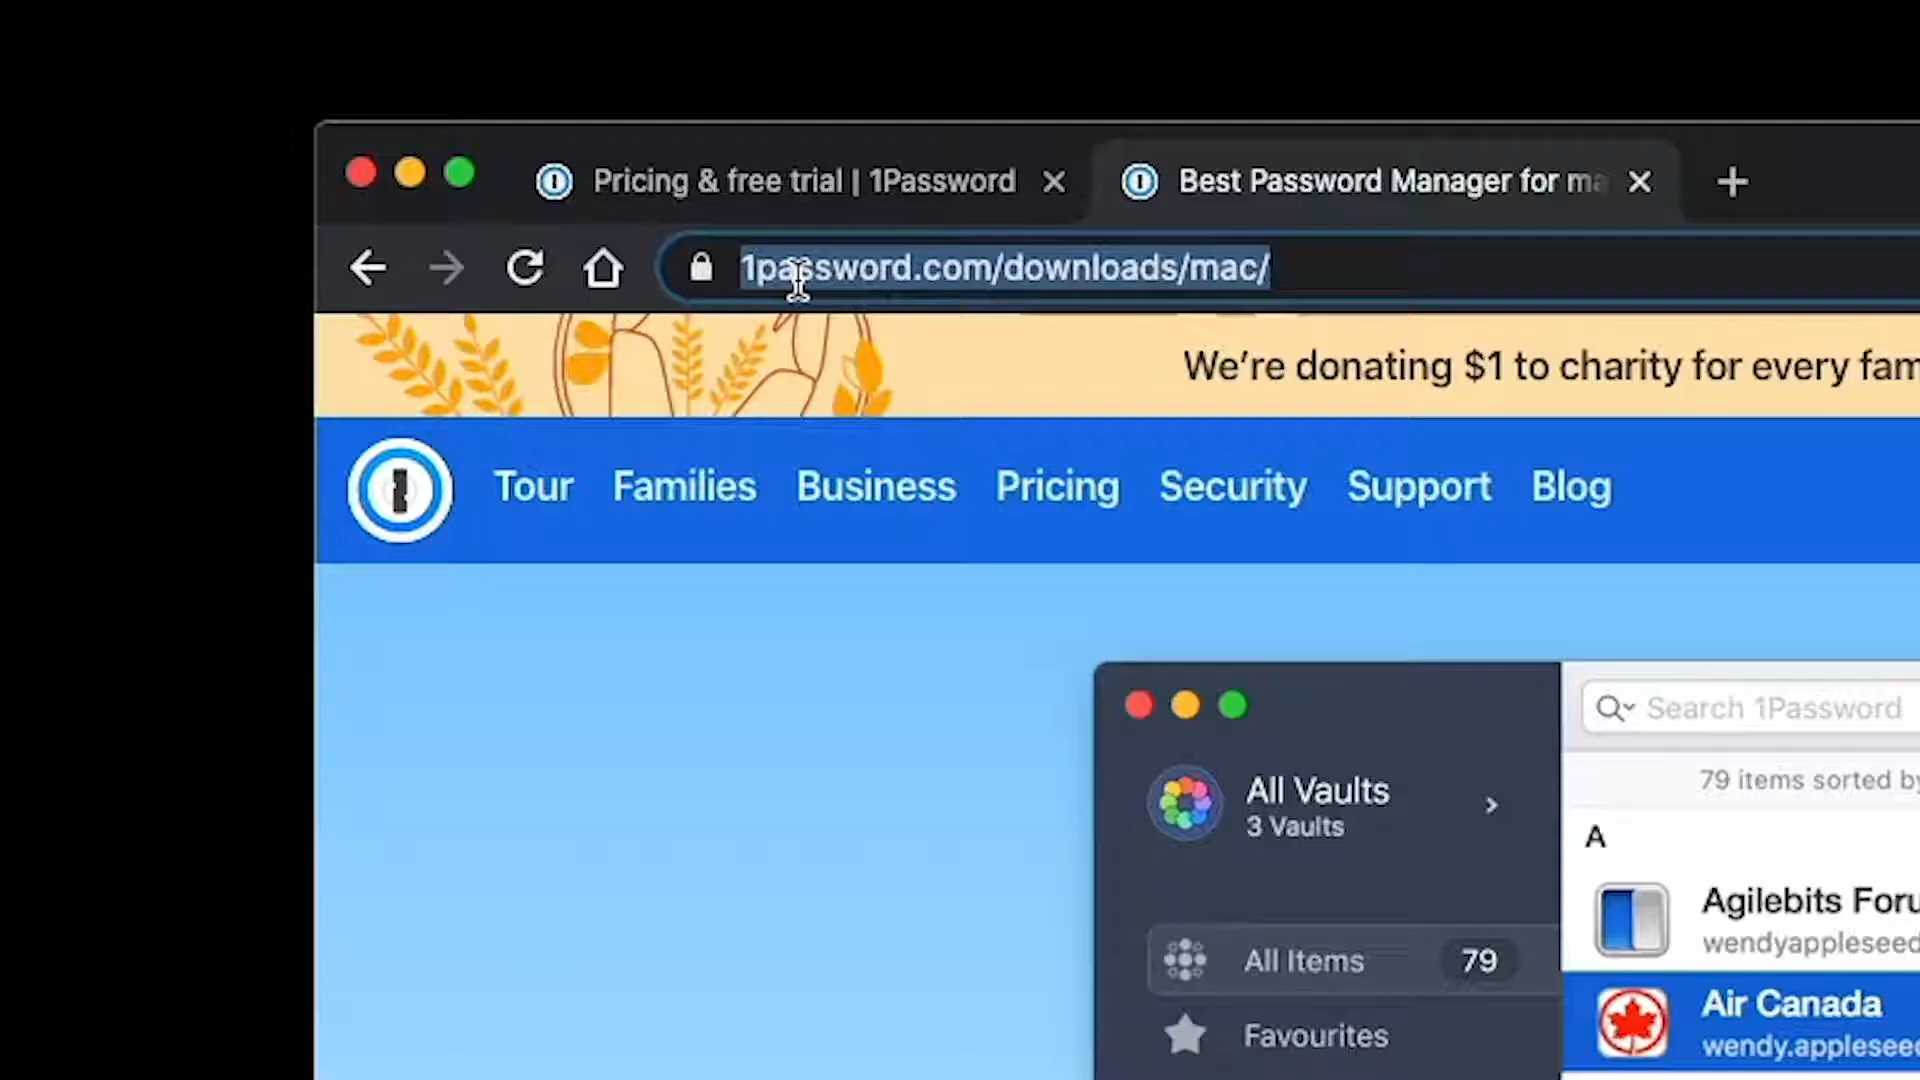 Pricing & free trial | 1Password
Best Password Manager for ma
1password.com/downloads/mac/
We're donating $1 to charity for every fam
Tour Families Business Pricing Security Support Blog
Search 1Password
All Vaults
3 Vaults
79 items sorted by
A
Agilebits Foru
wendyappleseed
All Items 79
Air Canada
wendy.appleseed
Favourites